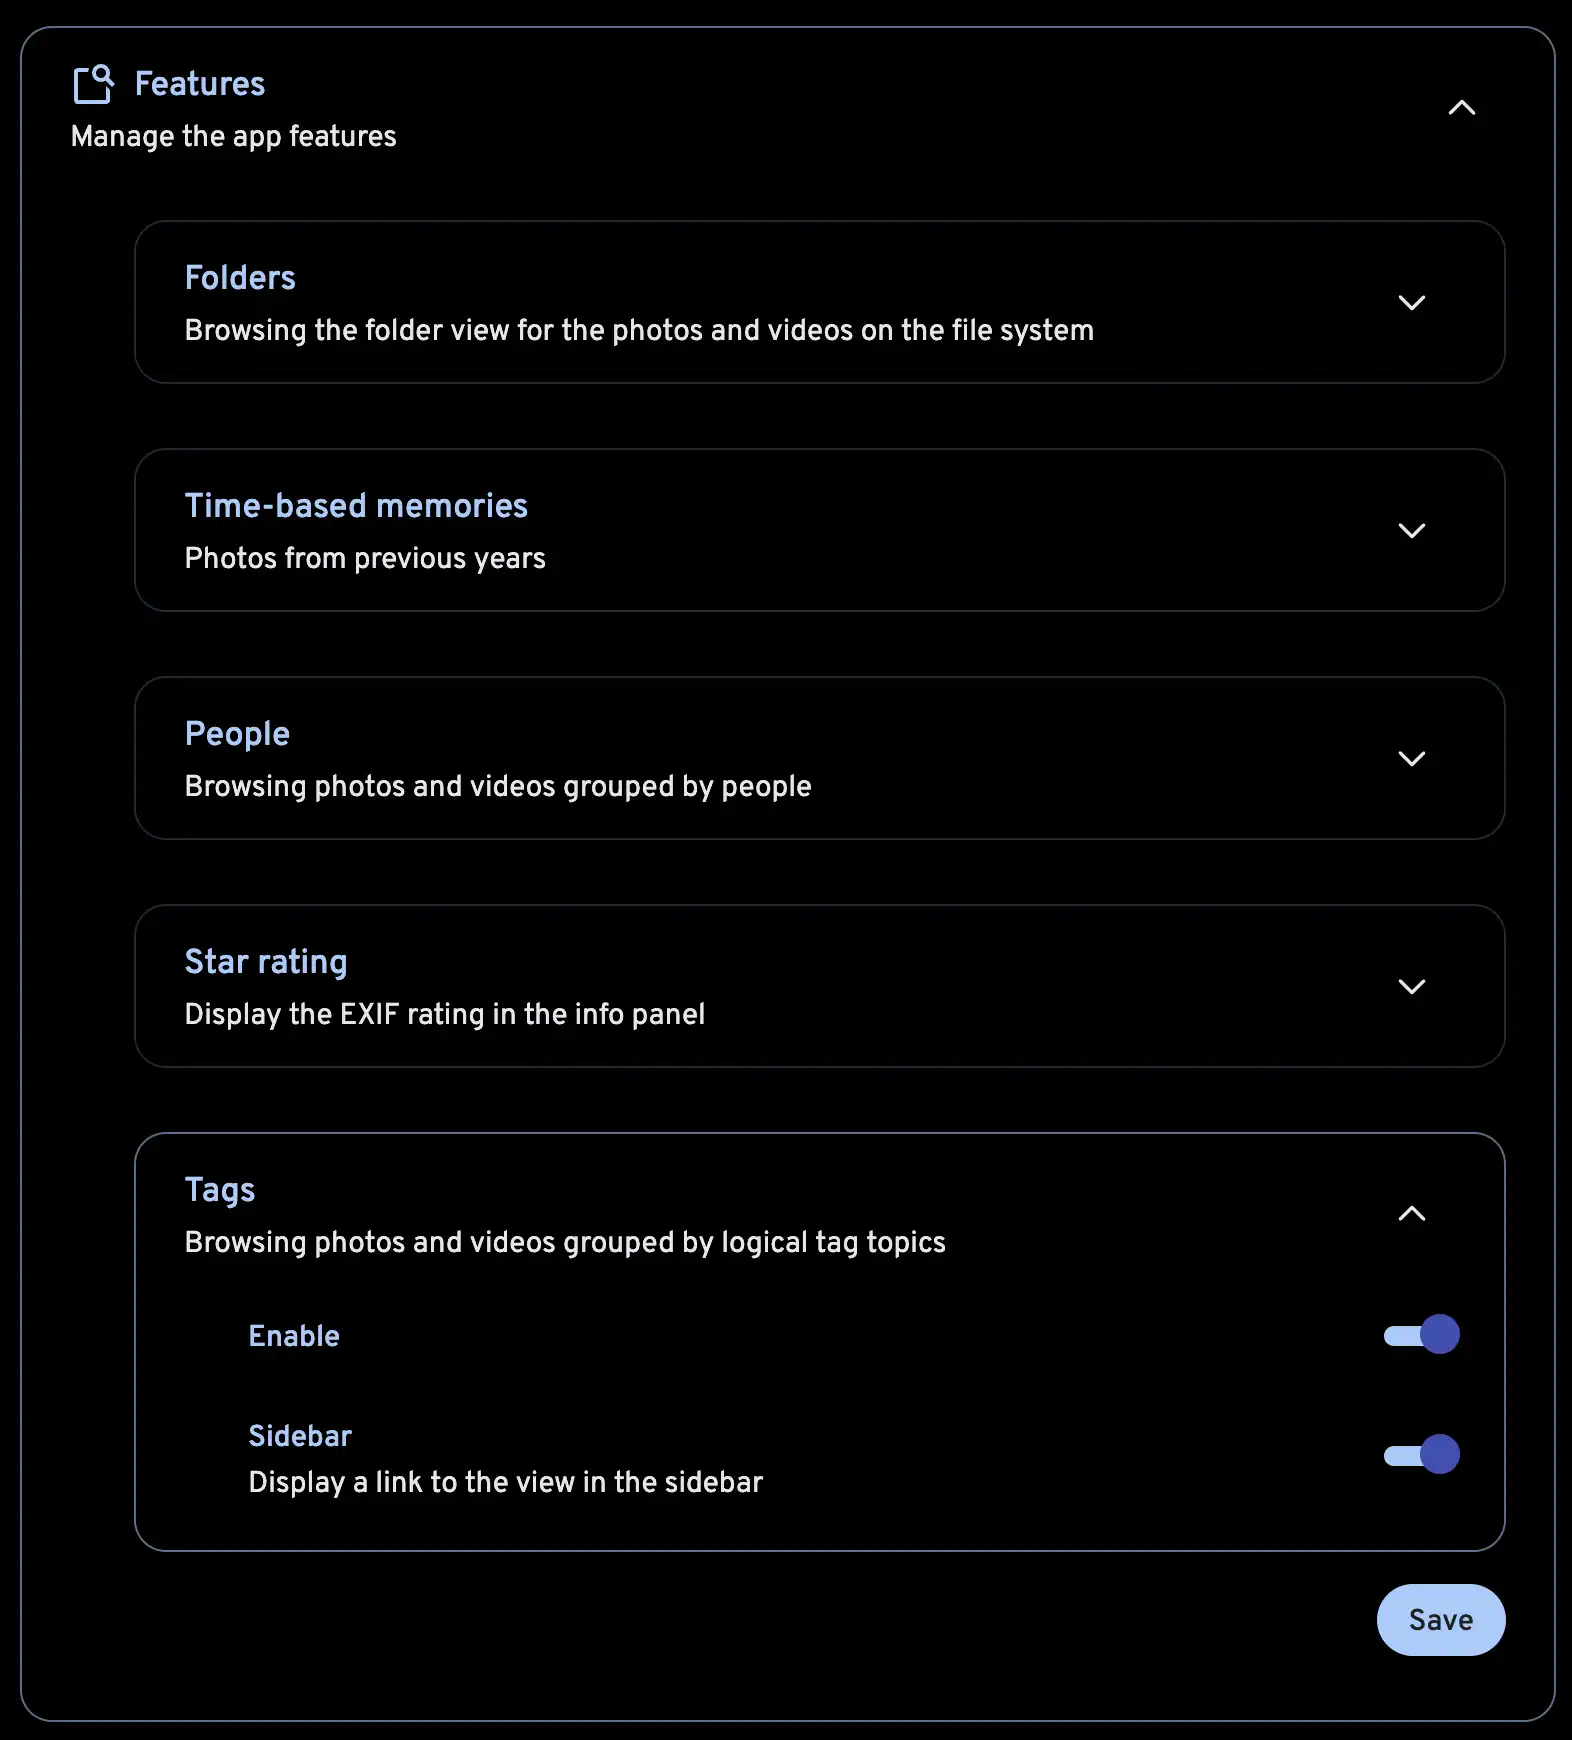 Features
Manage the app features
Folders
Browsing the folder view for the photos and videos on the file system
Time-based memories
Photos from previous years
People
Browsing photos and videos grouped by people
Star rating
Display the EXIF rating in the info panel
Tags
Browsing photos and videos grouped by logical tag topics
Enable
Sidebar
Display a link to the view in the sidebar
Save